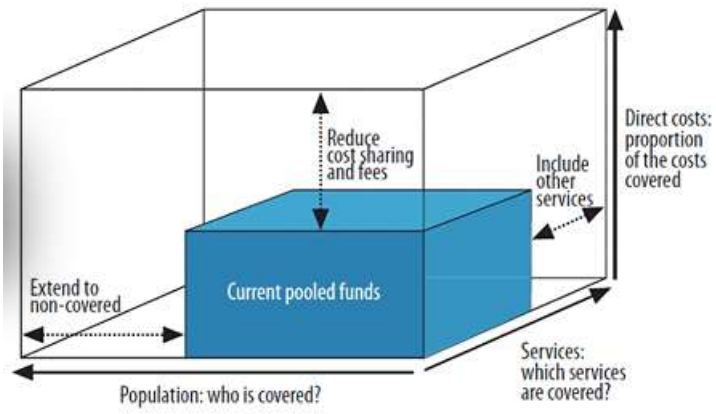 Reduce
cost sharing
and fees
Include
other
services
Direct costs:
proportion
of the costs
covered
Extend to
non-covered
Current pooled funds
Population: who is covered?
Services:
which services
are covered?